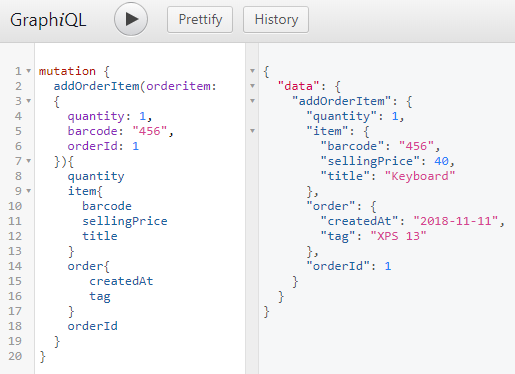 GraphiQL Prettify History
1 mutation {
2 addOrderItem(orderitem:
3 {
4 quantity: 1,
5 barcode: "456",
6 orderId: 1
7 }){
8 quantity
9 item{
10 barcode
11 sellingPrice
12 title
13 }
14 order{
15 createdAt
16 tag
17 }
18 orderId
19 }
20 }
{
"data": {
"addOrderItem": {
"quantity": 1,
"item": {
"barcode": "456",
"sellingPrice": 40,
"title": "Keyboard"
},
"order": {
"createdAt": "2018-11-11",
"tag": "XPS 13"
},
"orderId": 1
}
}
}